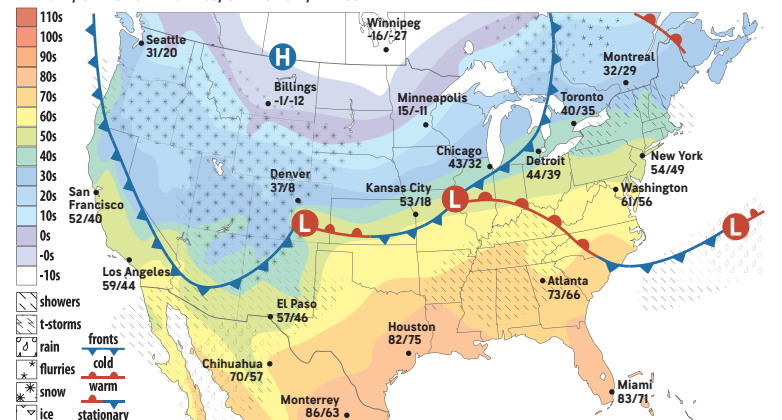 110s
100s
90s
80s
70s
60s
50s
40s
30s
20s
10s
0s
-0s
-10s
showers
t-storms
rain
flurries
snow
ice
fronts
cold
warm
stationary
Seattle
31/20
H
Billings
-1/-12
Winnipeg
-16/-27
Minneapolis
15/-11
Montreal
32/29
Toronto
40/35
Chicago
43/32
Detroit
44/39
New York
54/49
Washington
61/56
Denver
37/8
Kansas City
53/18
L
L
L
San
Francisco
52/40
Los Angeles
59/44
El Paso
57/46
Atlanta
73/66
Houston
82/75
Chihuahua
70/57
Monterrey
86/63
Miami
83/71